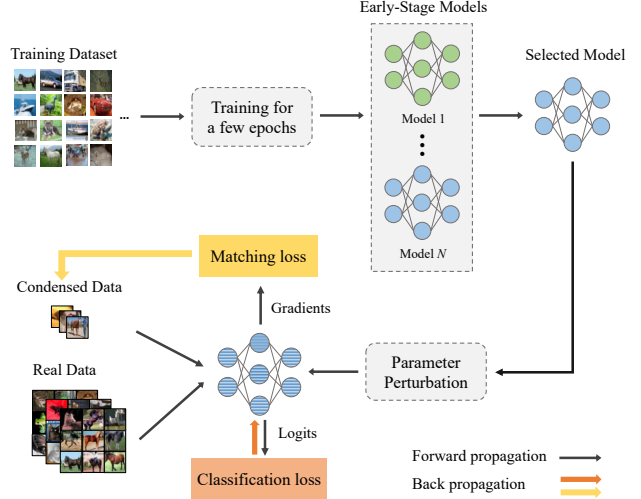 Early-Stage Models
Training Dataset
Selected Model
...
Training for
a few epochs
Model 1
Model N
Matching loss
Condensed Data
Gradients
Real Data
Parameter
Perturbation
Logits
Classification loss
Forward propagation
Back propagation